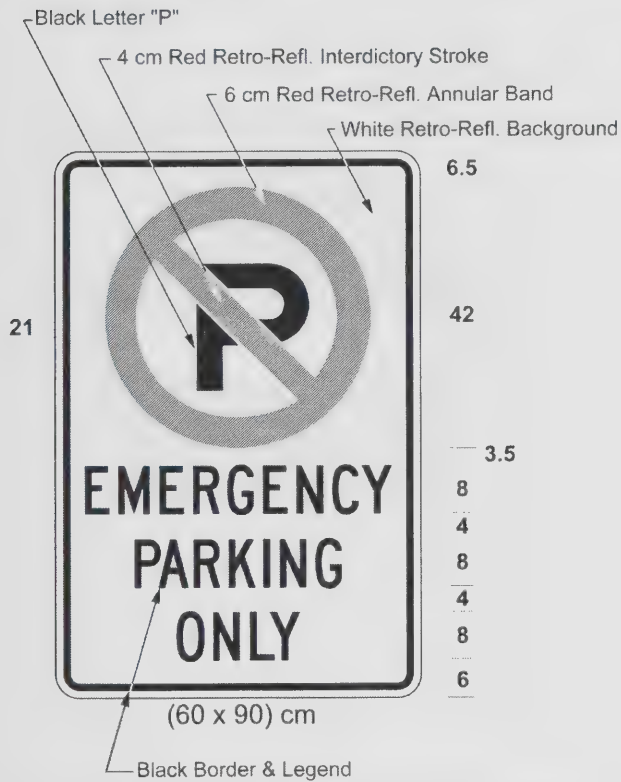 Black Letter "P"
4 cm Red Retro-Refl. Interdictory Stroke
6 cm Red Retro-Refl. Annular Band
White Retro-Refl. Background
6.5
P
21
42
3.5
EMERGENCY
8
4
PARKING
8
4
ONLY
8
6
(60 x 90) cm
Black Border & Legend